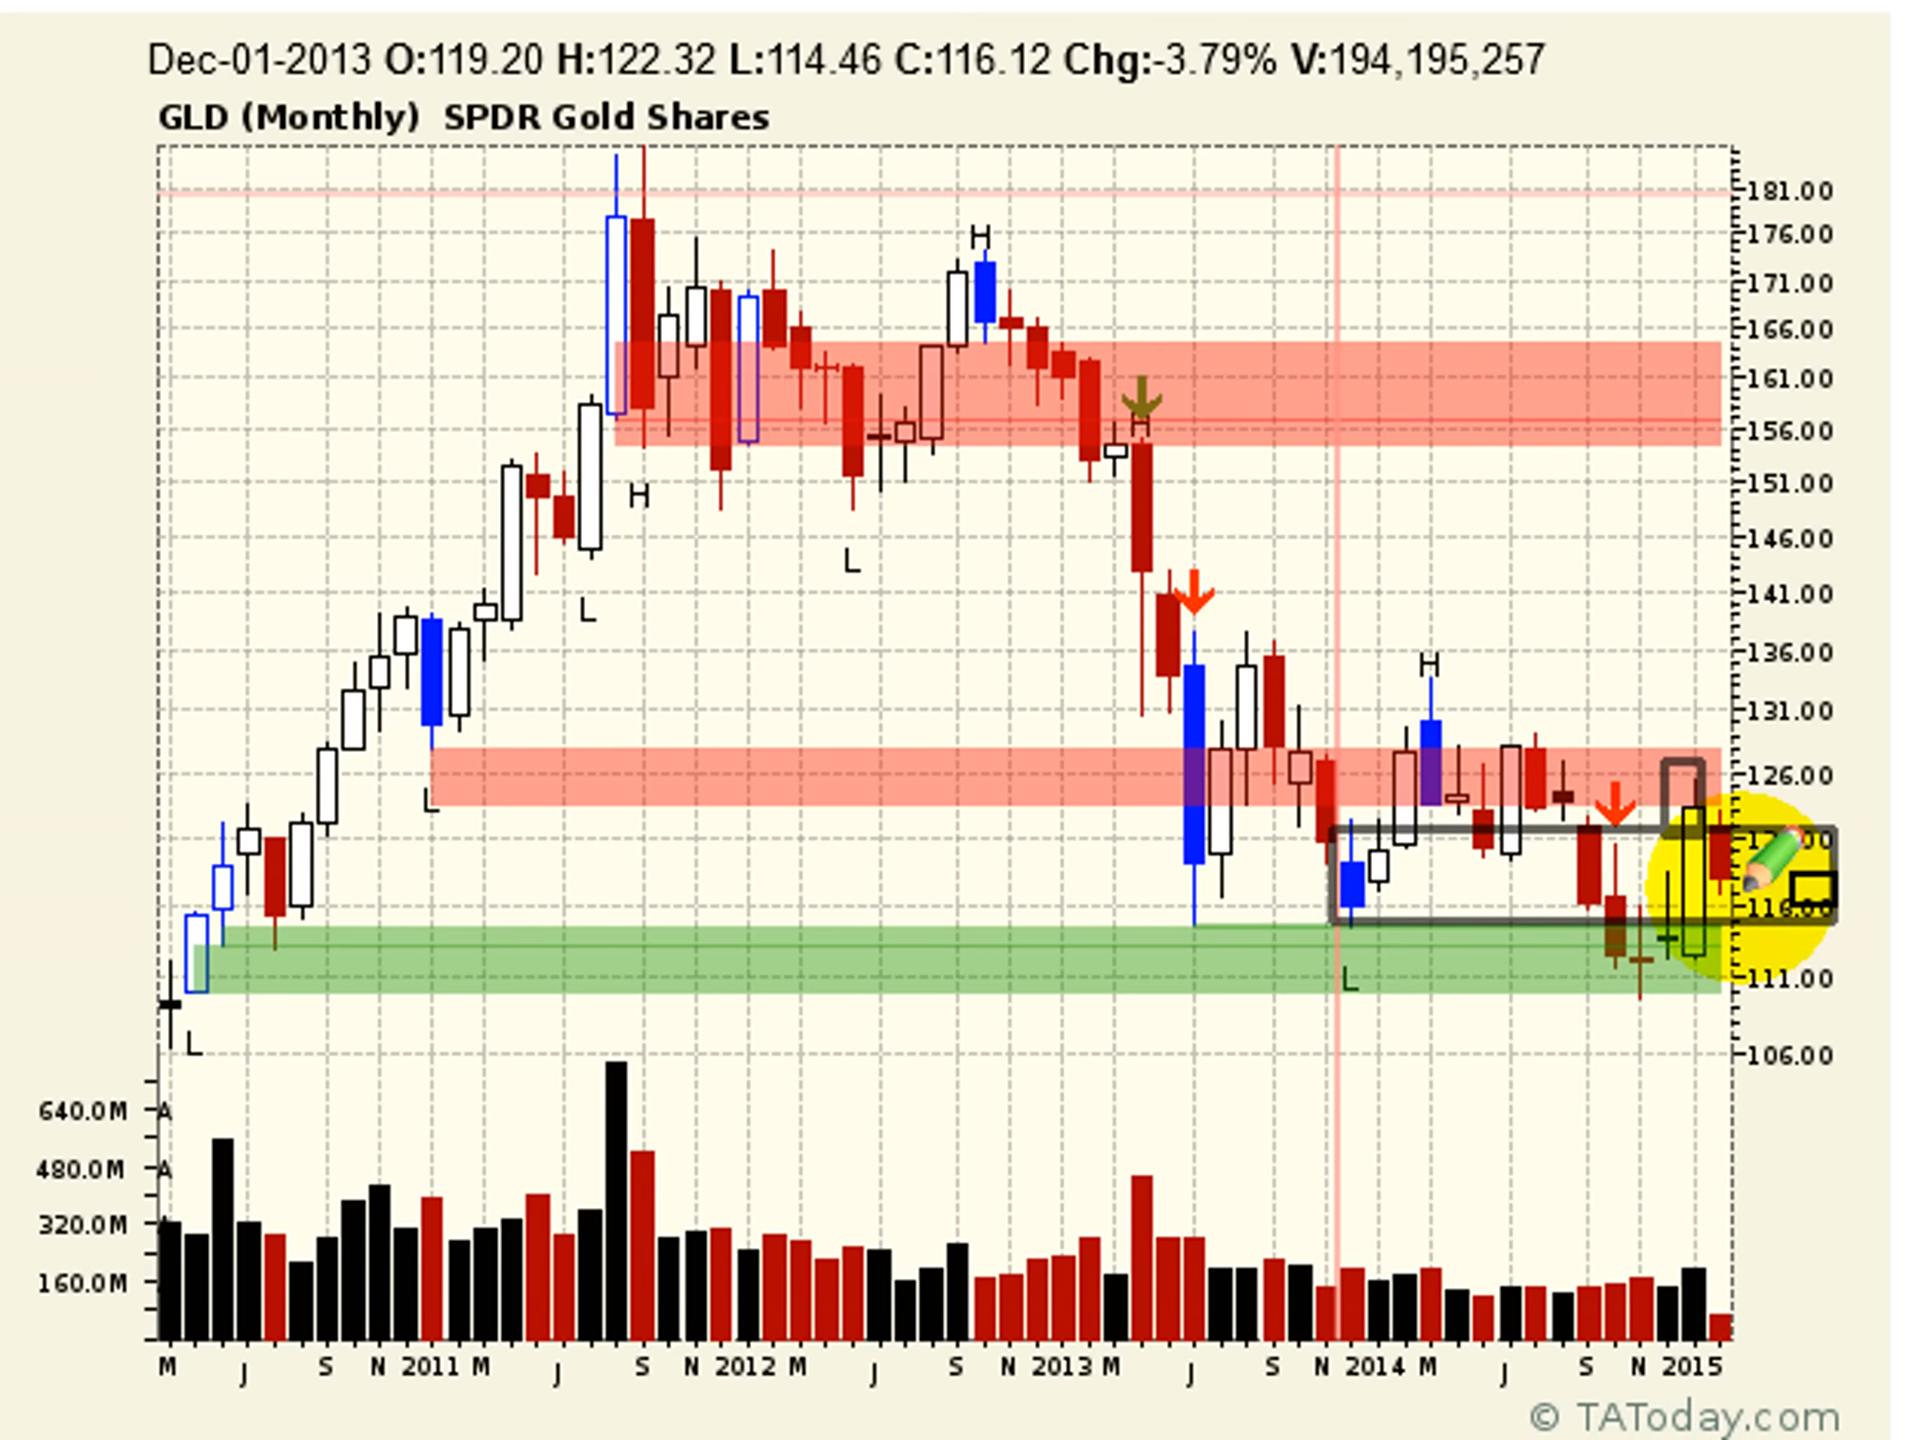 Dec-01-2013 O:119.20 H:122.32 L:114.46 C:116.12 Chg:-3.79% V:194,195,257
GLD (Monthly) SPDR Gold Shares
181.00
H
176.00
171.00
166.00
161.00
H
156.00
H
151.00
L
146.00
L
141.00
H
136.00
131.00
126.00
L
116.00
L
111.00
L
106.00
640.0M A
480.0M A
320.0M A
160.0M
M J S N 2011 M J S N 2012 M J S N 2013 M J S N 2014 M J S N 2015
© TAToday.com